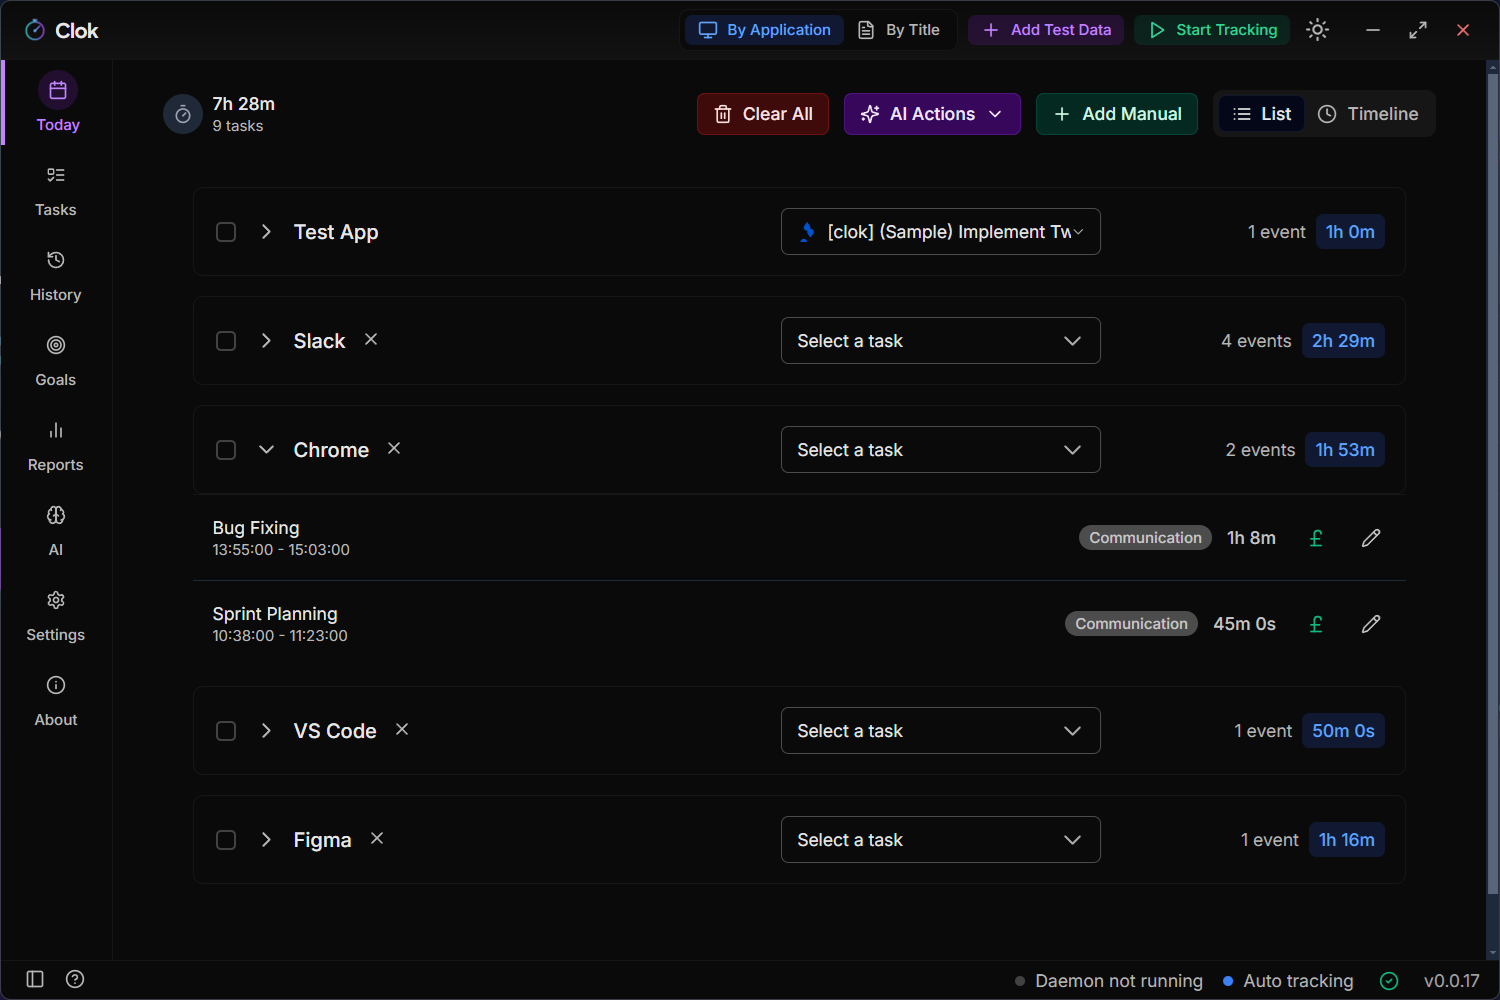 Clok
By Application
By Title
Add Test Data
Start Tracking
Today
Tasks
History
Goals
Reports
AI
Settings
About
7h 28m
9 tasks
Clear All
AI Actions
Add Manual
List
Timeline
Test App
[clok] (Sample) Implement Tw
1 event
1h 0m
Slack
Select a task
4 events
2h 29m
Chrome
Select a task
2 events
1h 53m
Bug Fixing
13:55:00 - 15:03:00
Communication
1h 8m
£
Sprint Planning
10:38:00 - 11:23:00
Communication
45m 0s
£
VS Code
Select a task
1 event
50m 0s
Figma
Select a task
1 event
1h 16m
Daemon not running
Auto tracking
v0.0.17